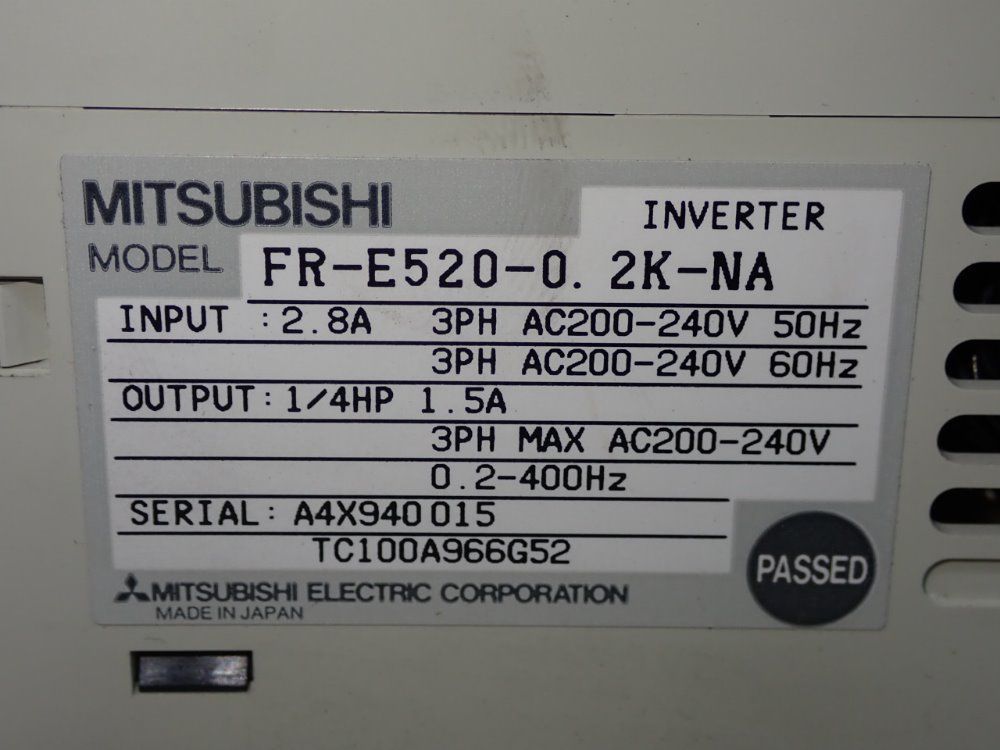 MITSUBISHI
INVERTER
MODEL FR-E520-0.2K-NA
INPUT : 2.8A 3PH AC200-240V 50Hz
3PH AC200-240V 60Hz
OUTPUT: 1/4HP 1.5A
3PH MAX AC200-240V
0.2-400Hz
SERIAL: A4X940015
TC100A966G52
PASSED
MITSUBISHI ELECTRIC CORPORATION
MADE IN JAPAN